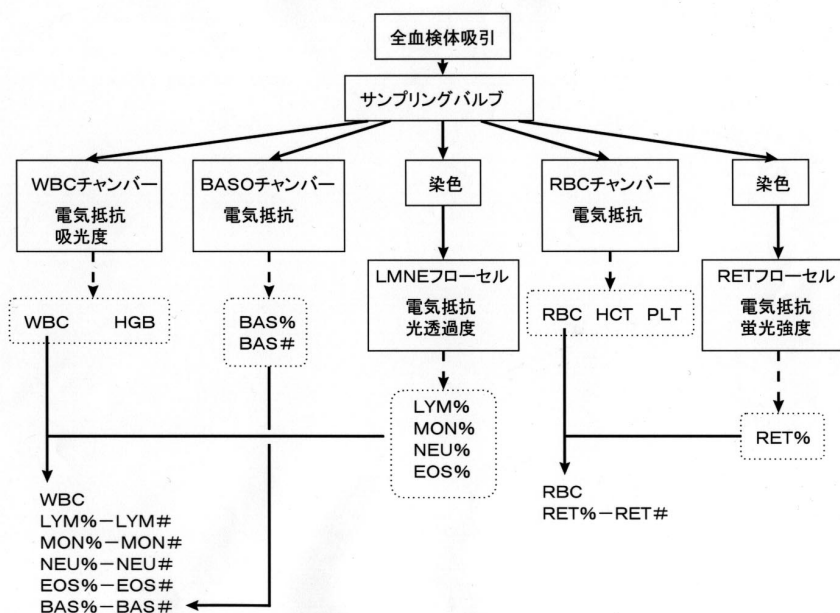 全血検体吸引
サンプリングバルブ
WBCチャンバー
電気抵抗
吸光度
BASOチャンバー
電気抵抗
染色
RBCチャンバー
電気抵抗
染色
LMNEフローセル
電気抵抗
光透過度
RETフローセル
電気抵抗
蛍光強度
WBC HGB
BAS%
BAS#
RBC HCT PLT
LYM%
MON%
NEU%
EOS%
RET%
WBC
LYM%-LYM#
MON%-MON#
NEU%-NEU#
EOS%-EOS#
BAS%-BAS#
RBC
RET%-RET#